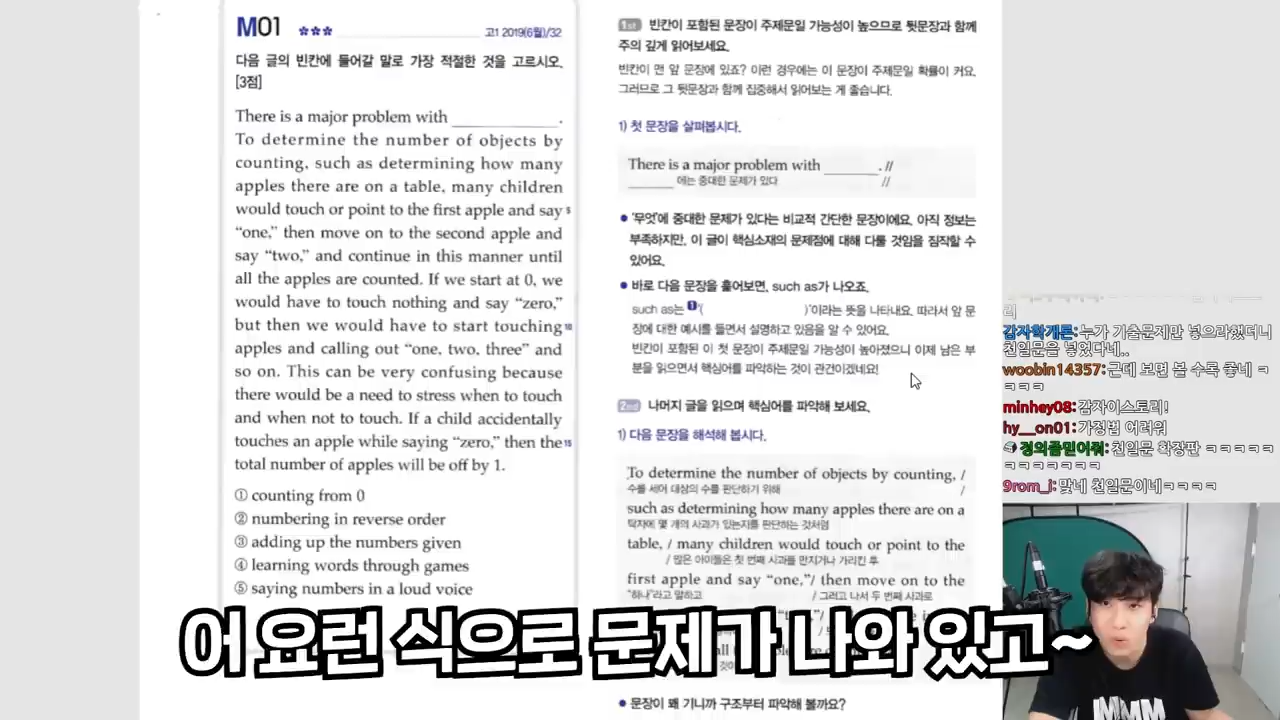 M01 ★★★ 고1 2019(6월)/32
다음 글의 빈칸에 들어갈 말로 가장 적절한 것을 고르시오.
[3점]
There is a major problem with ____________.
To determine the number of objects by
counting, such as determining how many
apples there are on a table, many children
would touch or point to the first apple and say 5
“one,” then move on to the second apple and
say “two,” and continue in this manner until
all the apples are counted. If we start at 0, we
would have to touch nothing and say “zero,”
but then we would have to start touching 10
apples and calling out “one, two, three” and
so on. This can be very confusing because
there would be a need to stress when to touch
and when not to touch. If a child accidentally
touches an apple while saying “zero,” then the 15
total number of apples will be off by 1.
① counting from 0
② numbering in reverse order
③ adding up the numbers given
④ learning words through games
⑤ saying numbers in a loud voice
1st 빈칸이 포함된 문장이 주제문일 가능성이 높으므로 뒷문장과 함께
주의 깊게 읽어보세요.
빈칸이 맨 앞 문장에 있죠? 이런 경우에는 이 문장이 주제문일 확률이 커요.
그러므로 그 뒷문장과 함께 집중해서 읽어보는 게 좋습니다.
1) 첫 문장을 살펴봅시다.
There is a major problem with ______. //
______ 에는 중대한 문제가 있다 //
● ‘무엇’에 중대한 문제가 있다는 비교적 간단한 문장이에요. 아직 정보는
부족하지만, 이 글이 핵심소재의 문제점에 대해 다룰 것임을 짐작할 수
있어요.
● 바로 다음 문장을 훑어보면, such as가 나오죠.
such as는 1‘( )’이라는 뜻을 나타내요. 따라서 앞 문
장에 대한 예시를 들면서 설명하고 있음을 알 수 있어요.
빈칸이 포함된 이 첫 문장이 주제문일 가능성이 높아졌으니 이제 남은 부
분을 읽으면서 핵심어를 파악하는 것이 관건이겠네요!
2nd 나머지 글을 읽으며 핵심어를 파악해 보세요.
1) 다음 문장을 해석해 봅시다.
To determine the number of objects by counting, /
수를 세어 대상의 수를 판단하기 위해 /
such as determining how many apples there are on a
탁자에 몇 개의 사과가 있는지를 판단하는 것처럼
table, / many children would touch or point to the
/ 많은 아이들은 첫 번째 사과를 만지거나 가리킨 후
first apple and say “one,”/ then move on to the
“하나”라고 말하고 / 그러고 나서 두 번째 사과로
● 문장이 꽤 기니까 구조부터 파악해 볼까요?
리
감자학개론: 누가 기출문제만 넣으라했더니
천일문을 넣었다네..
woobin14357: 근데 보면 볼 수록 좋네 ㅋ
ㅋㅋㅋ
minhey08: 감자이스토리!
hy__on01: 가정법 어려워
정의를믿어줘: 천일문 확장판 ㅋㅋㅋㅋㅋ
ㅋㅋㅋㅋㅋㅋㅋ
9rom_i: 맞네 천일문이네ㅋㅋㅋㅋ
어 요런 식으로 문제가 나와 있고~